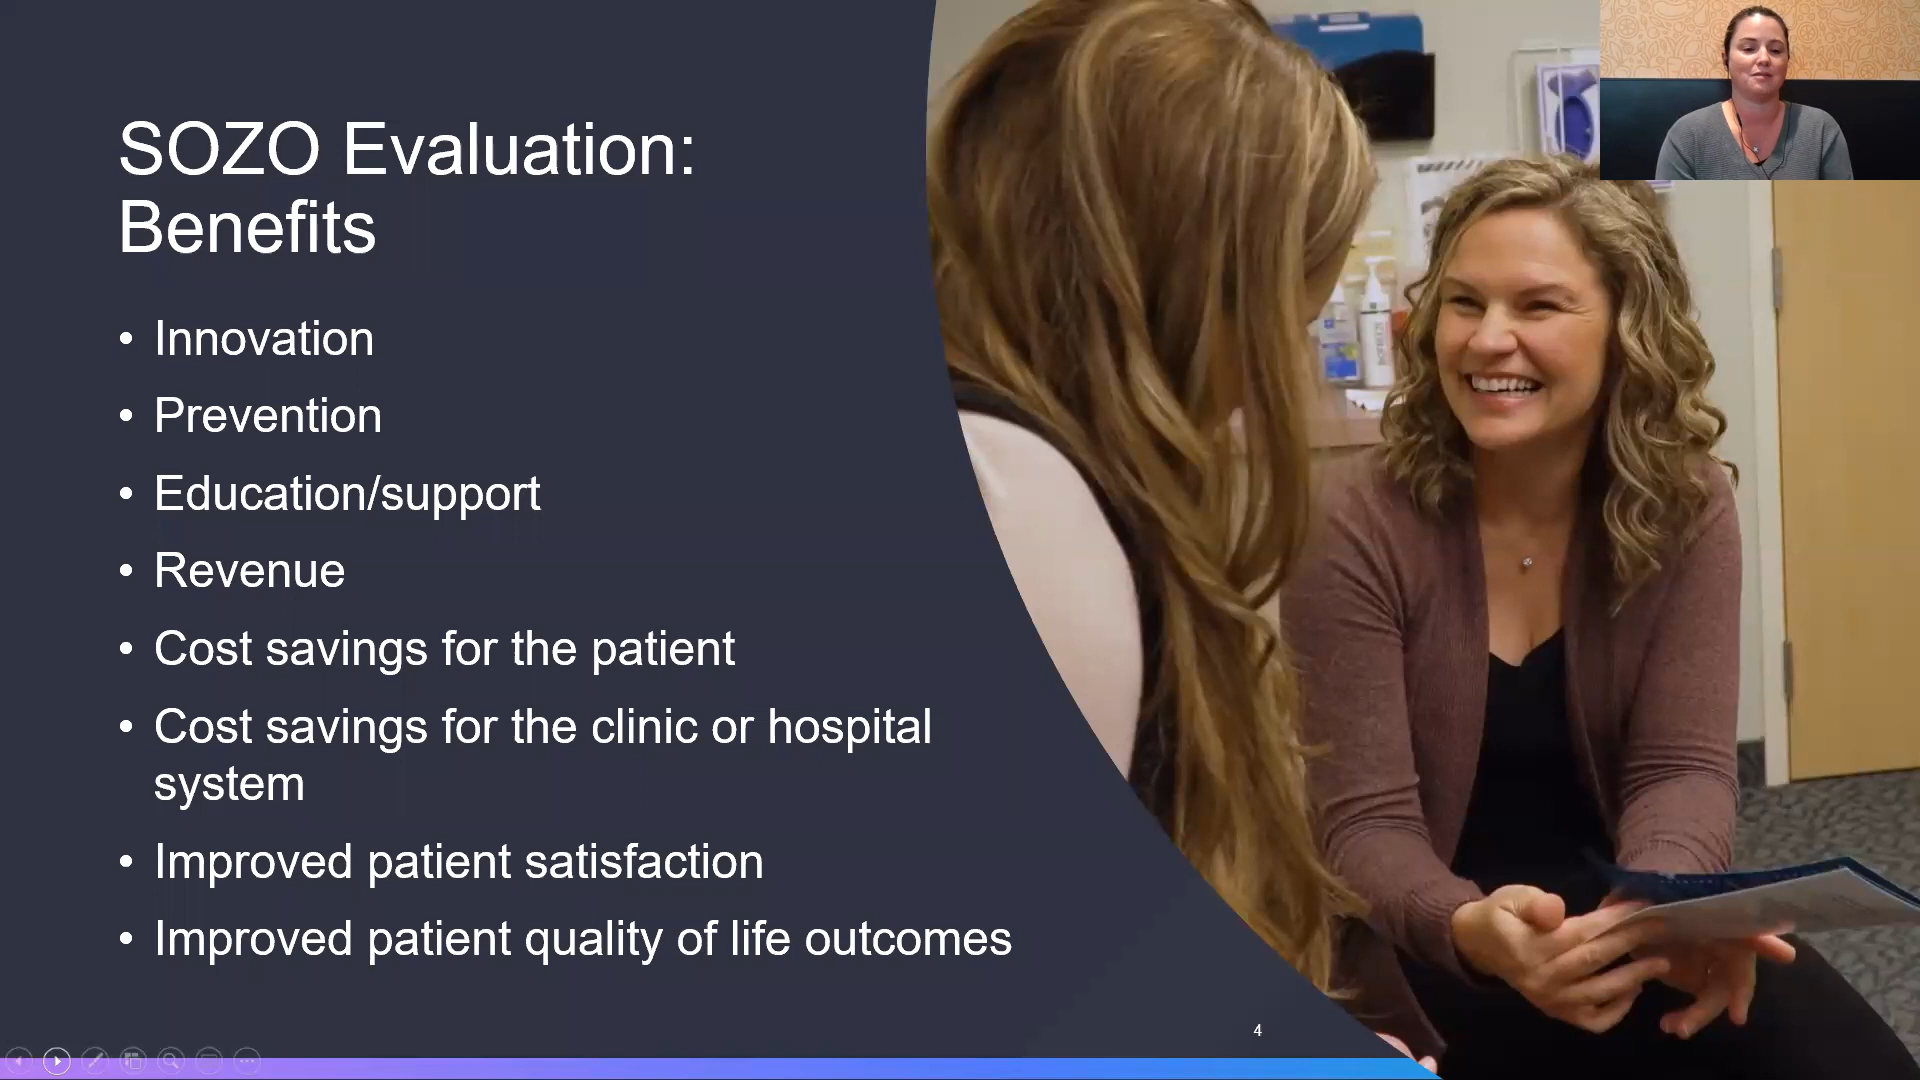 SOZO Evaluation:
Benefits
• Innovation
• Prevention
• Education/support
• Revenue
• Cost savings for the patient
• Cost savings for the clinic or hospital
system
• Improved patient satisfaction
• Improved patient quality of life outcomes
4